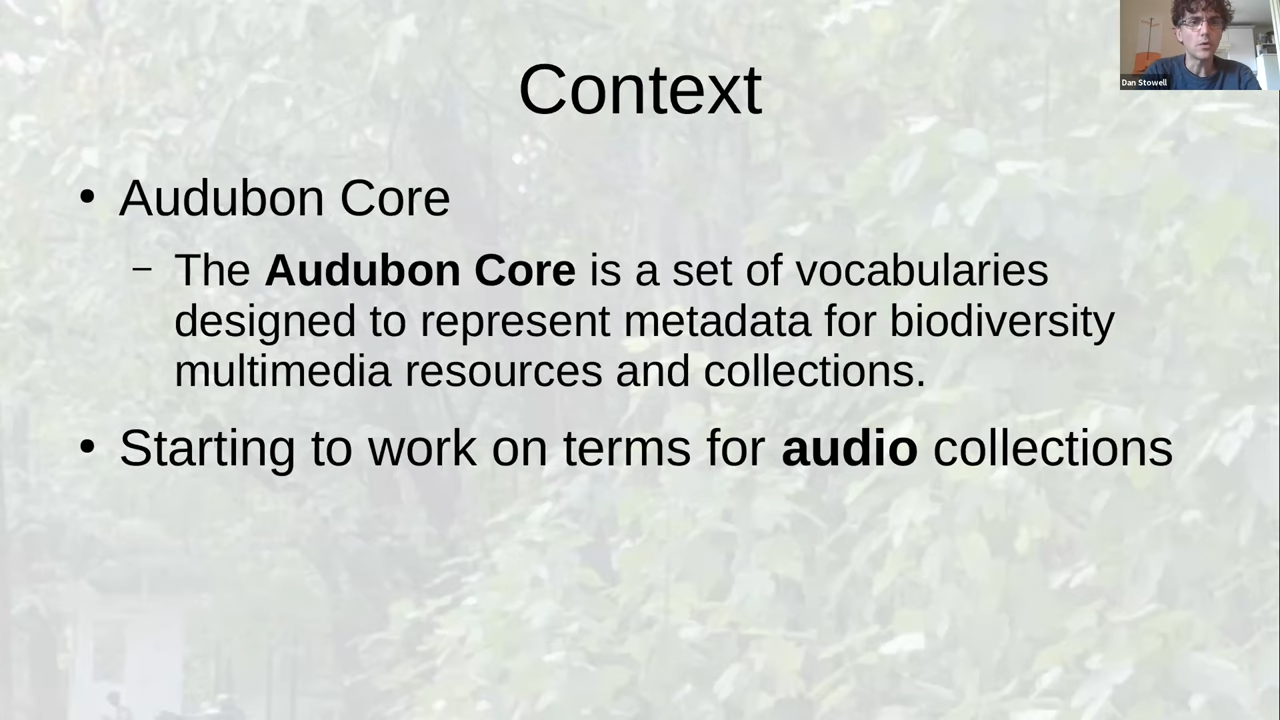 Dan Stowell
Context
• Audubon Core
– The Audubon Core is a set of vocabularies
designed to represent metadata for biodiversity
multimedia resources and collections.
• Starting to work on terms for audio collections